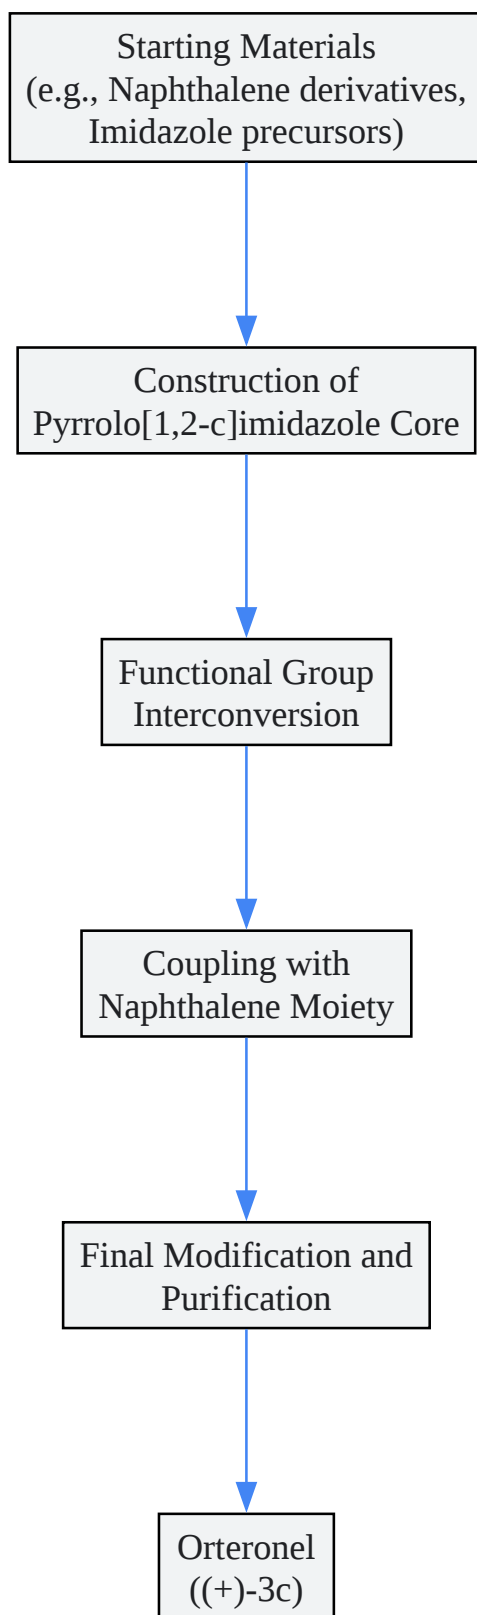 Starting Materials
(e.g., Naphthalene derivatives,
Imidazole precursors)
Construction of
Pyrrolo[1,2-c]imidazole Core
Functional Group
Interconversion
Coupling with
Naphthalene Moiety
Final Modification and
Purification
Orteronel
((+)-3c)